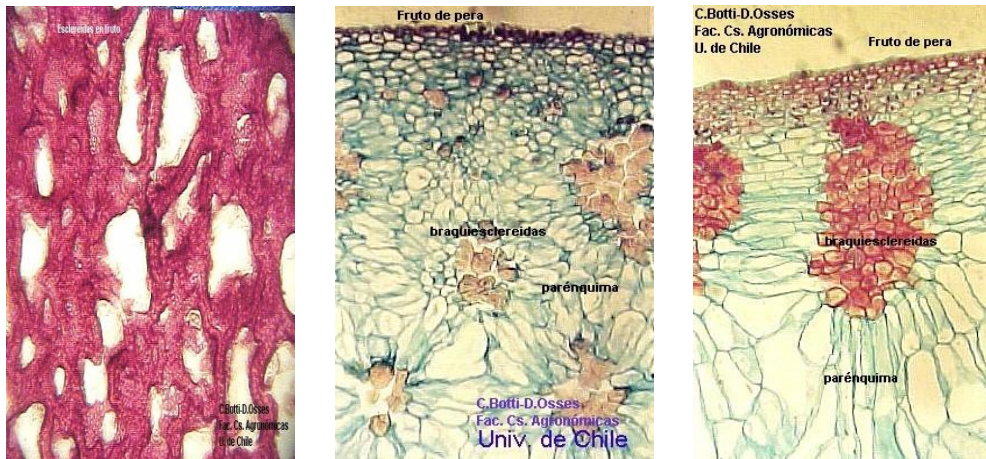 Esclereidas en fruto
C.Botti-D.Osses
Fac. Cs. Agronómicas
U. de Chile
Fruto de pera
braquiesclereidas
parénquima
C.Botti-D.Osses
Fac. Cs. Agronómicas
Univ. de Chile
C.Botti-D.Osses
Fac. Cs. Agronómicas
U. de Chile
Fruto de pera
braquiesclereidas
parénquima